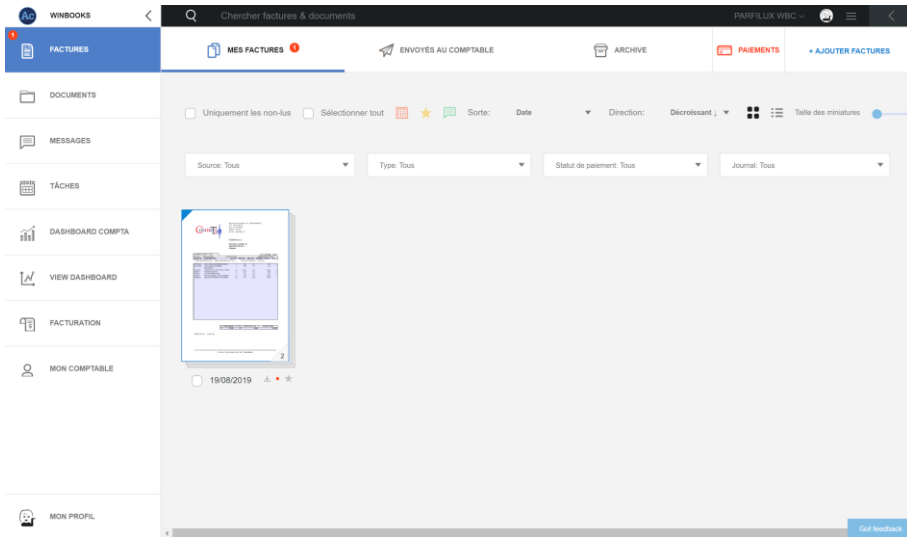 Ac WINBOOKS
Chercher factures & documents
PARFILUX WBC
1
FACTURES
MES FACTURES 1
ENVOYÉS AU COMPTABLE
ARCHIVE
PAIEMENTS
+ AJOUTER FACTURES
DOCUMENTS
MESSAGES
TÂCHES
DASHBOARD COMPTA
VIEW DASHBOARD
FACTURATION
MON COMPTABLE
MON PROFIL
Uniquement les non-lus
Sélectionner tout
Sorte: Date
Direction: Décroissant ↓
Taille des miniatures
Source: Tous
Type: Tous
Statut de paiement: Tous
Journal: Tous
2
19/08/2019
Got feedback